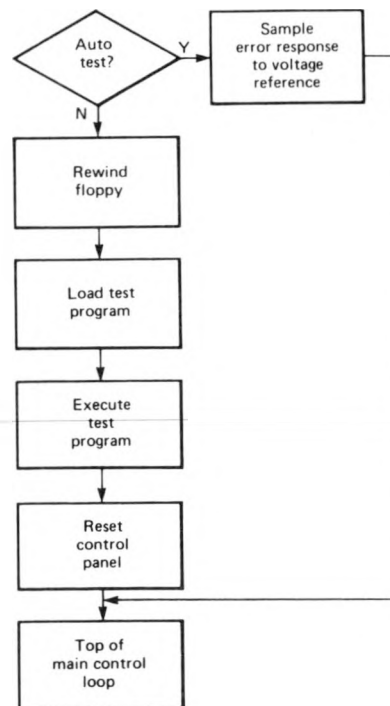 Auto
test?
Y
Sample
error response
to voltage
reference
N
Rewind
floppy
Load test
program
Execute
test
program
Reset
control
panel
Top of
main control
loop